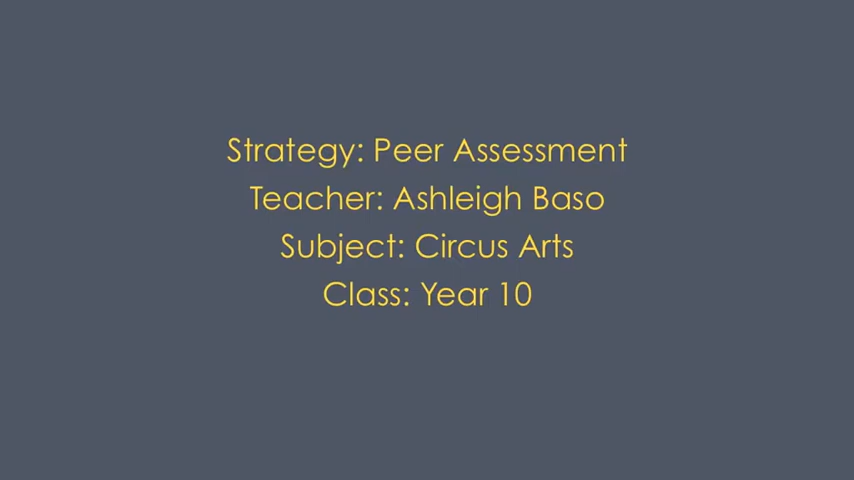 Strategy: Peer Assessment
Teacher: Ashleigh Baso
Subject: Circus Arts
Class: Year 10